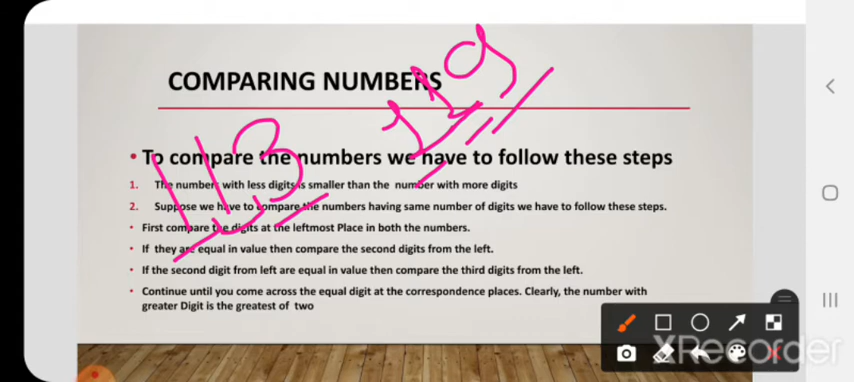 COMPARING NUMBERS
• To compare the numbers we have to follow these steps
1. The numbers with less digits is smaller than the number with more digits
2. Suppose we have to compare the numbers having same number of digits we have to follow these steps.
• First compare the digits at the leftmost Place in both the numbers.
• If they are equal in value then compare the second digits from the left.
• If the second digit from left are equal in value then compare the third digits from the left.
• Continue until you come across the equal digit at the correspondence places. Clearly, the number with
greater Digit is the greatest of two
113
XRecorder